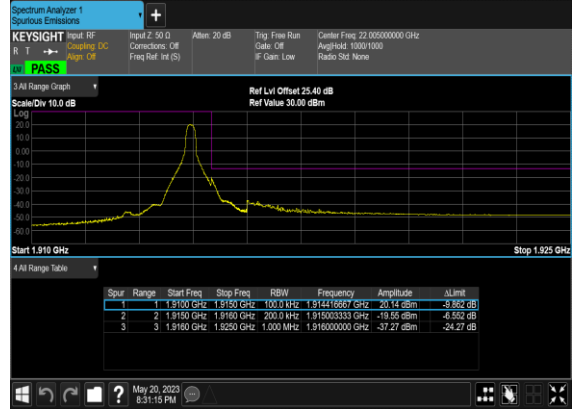 Spectrum Analyzer 1
Spurious Emissions
+
KEYSIGHT Input: RF Input Z: 50 Ω Atten: 20 dB Trig: Free Run Center Freq: 22.005000000 GHz
R T Coupling: DC Corrections: Off Gate: Off Avg|Hold: 1000/1000
Align: Off Freq Ref: Int (S) IF Gain: Low Radio Std: None
PASS
3 All Range Graph
Ref Lvl Offset 25.40 dB
Scale/Div 10.0 dB Ref Value 30.00 dBm
Log
20.0
10.0
0.00
-10.0
-20.0
-30.0
-40.0
-50.0
-60.0
Start 1.910 GHz Stop 1.925 GHz
4 All Range Table
Spur Range Start Freq Stop Freq RBW Frequency Amplitude ΔLimit
1 1 1.9100 GHz 1.9150 GHz 100.0 kHz 1.914416667 GHz 20.14 dBm -9.862 dB
2 2 1.9150 GHz 1.9160 GHz 200.0 kHz 1.915003333 GHz -19.55 dBm -6.552 dB
3 3 1.9160 GHz 1.9250 GHz 1.000 MHz 1.916000000 GHz -37.27 dBm -24.27 dB
? May 20, 2023
8:31:15 PM